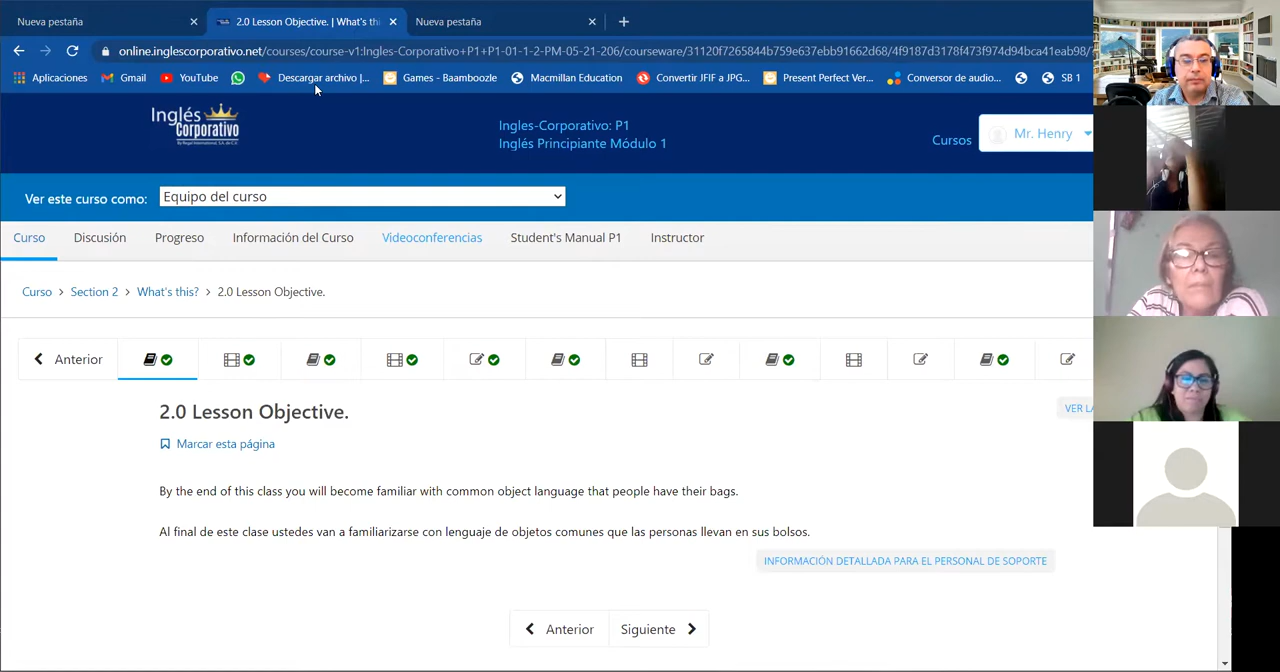 Nueva pestaña
2.0 Lesson Objective. | What's thi
Nueva pestaña
online.inglescorporativo.net/courses/course-v1:Ingles-Corporativo+P1+P1-01-1-2-PM-05-21-206/courseware/31120f7265844b759e637ebb91662d68/4f9187d3178f473f974d94bca41eab98/
Aplicaciones
Gmail
YouTube
Descargar archivo |...
Games - Baamboozle
Macmillan Education
Convertir JFIF a JPG...
Present Perfect Ver...
Conversor de audio...
SB 1
Inglés
Corporativo
Ingles-Corporativo: P1
Inglés Principiante Módulo 1
Cursos
Mr. Henry
Ver este curso como:
Equipo del curso
Curso
Discusión
Progreso
Información del Curso
Videoconferencias
Student's Manual P1
Instructor
Curso > Section 2 > What's this? > 2.0 Lesson Objective.
Anterior
2.0 Lesson Objective.
VER LA
Marcar esta página
By the end of this class you will become familiar with common object language that people have their bags.
Al final de este clase ustedes van a familiarizarse con lenguaje de objetos comunes que las personas llevan en sus bolsos.
INFORMACIÓN DETALLADA PARA EL PERSONAL DE SOPORTE
Anterior
Siguiente